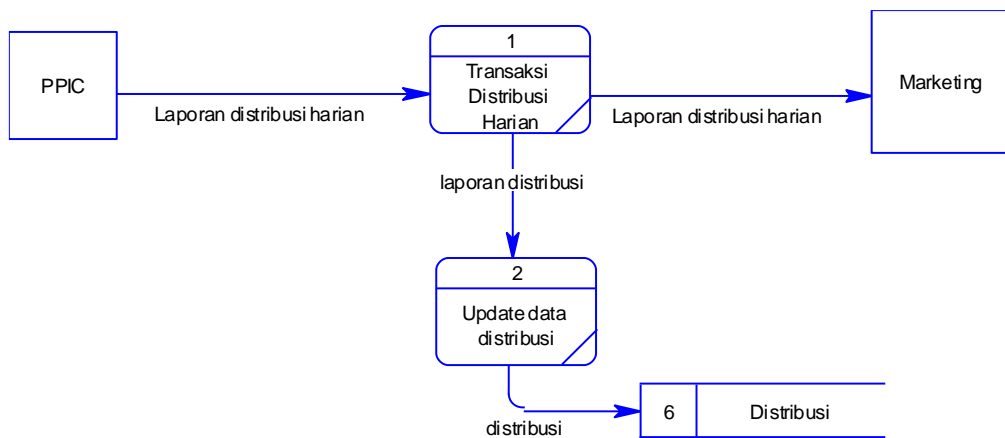 1
PPIC
Transaksi
Distribusi
Harian
Marketing
Laporan distribusi harian
Laporan distribusi harian
laporan distribusi
2
Update data
distribusi
6
Distribusi
distribusi